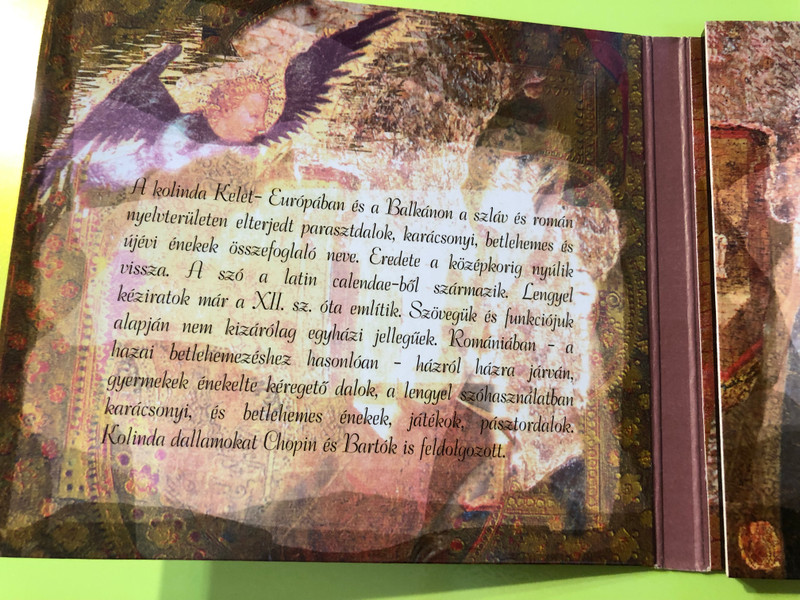 A kolinda Kelet- Európában és a Balkánon a szláv és román
nyelvterületen elterjedt parasztdalok, karácsonyi, betlehemes és
újévi énekek összefoglaló neve. Eredete a középkorig nyúlik
vissza. A szó a latin calendae-ből származik. Lengyel
kéziratok már a XII. sz. óta említik. Szövegük és funkciójuk
alapján nem kizárólag egyházi jellegűek. Romániában - a
hazai betlehemezéshez hasonlóan - házról házra járván,
gyermekek énekelte kéregető dalok, a lengyel szóhasználatban
karácsonyi, és betlehemes énekek, játékok, pásztordalok.
Kolinda dallamokat Chopin és Bartók is feldolgozott.